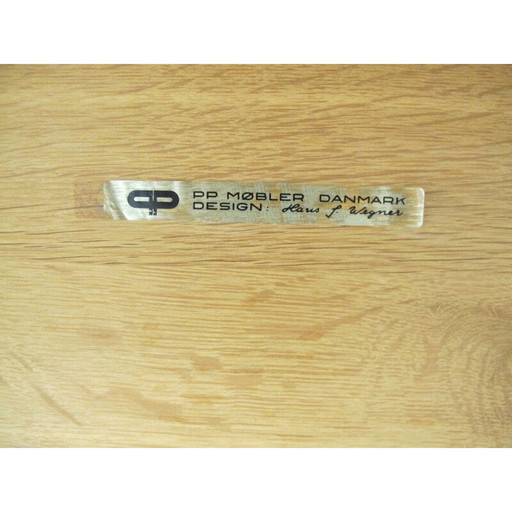 PP MØBLER DANMARK
DESIGN: Hans J. Wegner